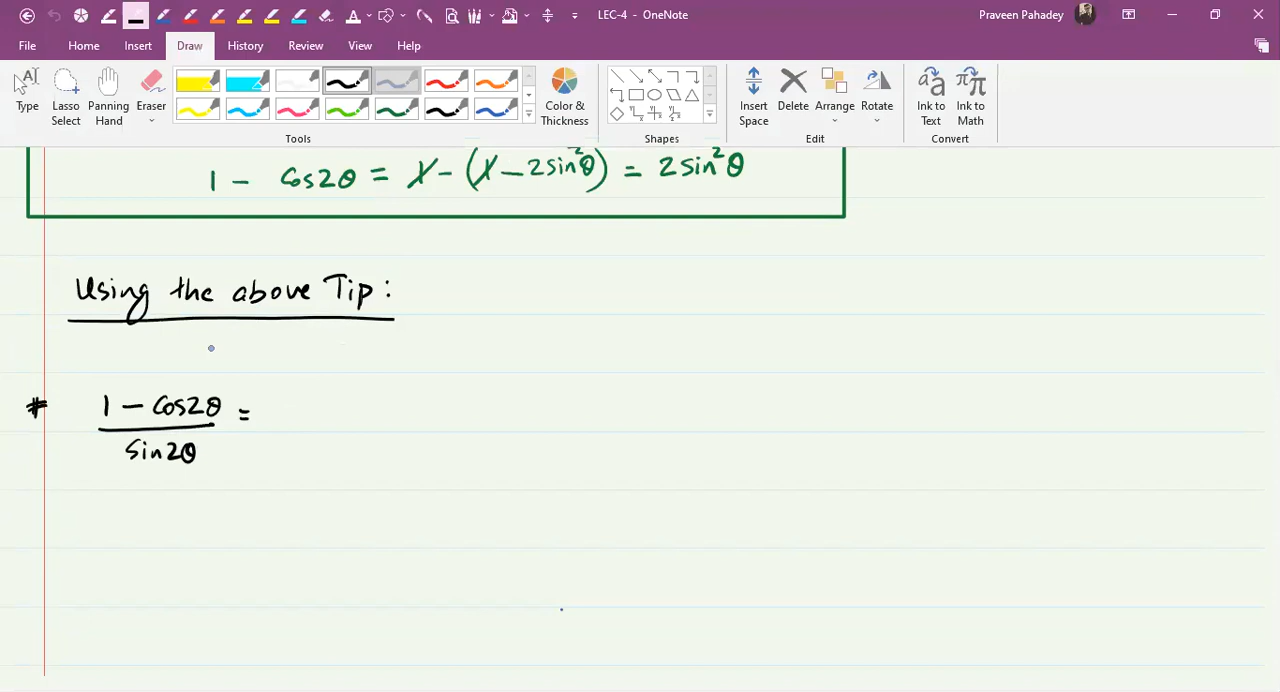 LEC-4 - OneNote
Praveen Pahadey
File Home Insert Draw History Review View Help
Type Lasso Select Panning Hand Eraser Color & Thickness Insert Space Delete Arrange Rotate Ink to Text Ink to Math
Tools Shapes Edit Convert
1 - cos2θ = 1 - (1 - 2sin²θ) = 2sin²θ
Using the above Tip:
# 1 - cos2θ =
sin2θ